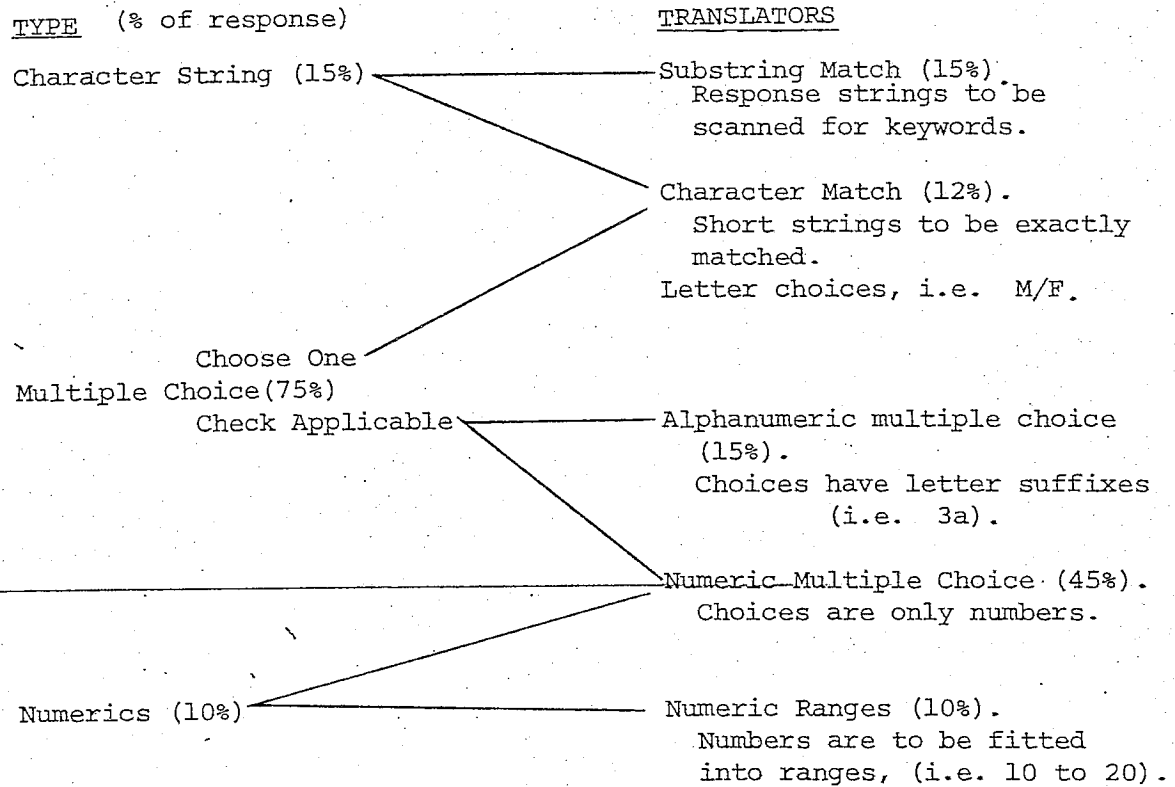 TYPE (% of response)
TRANSLATORS
Character String (15%)
Substring Match (15%).
Response strings to be
scanned for keywords.
Character Match (12%).
Short strings to be exactly
matched.
Letter choices, i.e. M/F.
Choose One
Multiple Choice(75%)
Check Applicable
Alphanumeric multiple choice
(15%).
Choices have letter suffixes
(i.e. 3a).
Numeric Multiple Choice (45%).
Choices are only numbers.
Numerics (10%)
Numeric Ranges (10%).
Numbers are to be fitted
into ranges, (i.e. 10 to 20).